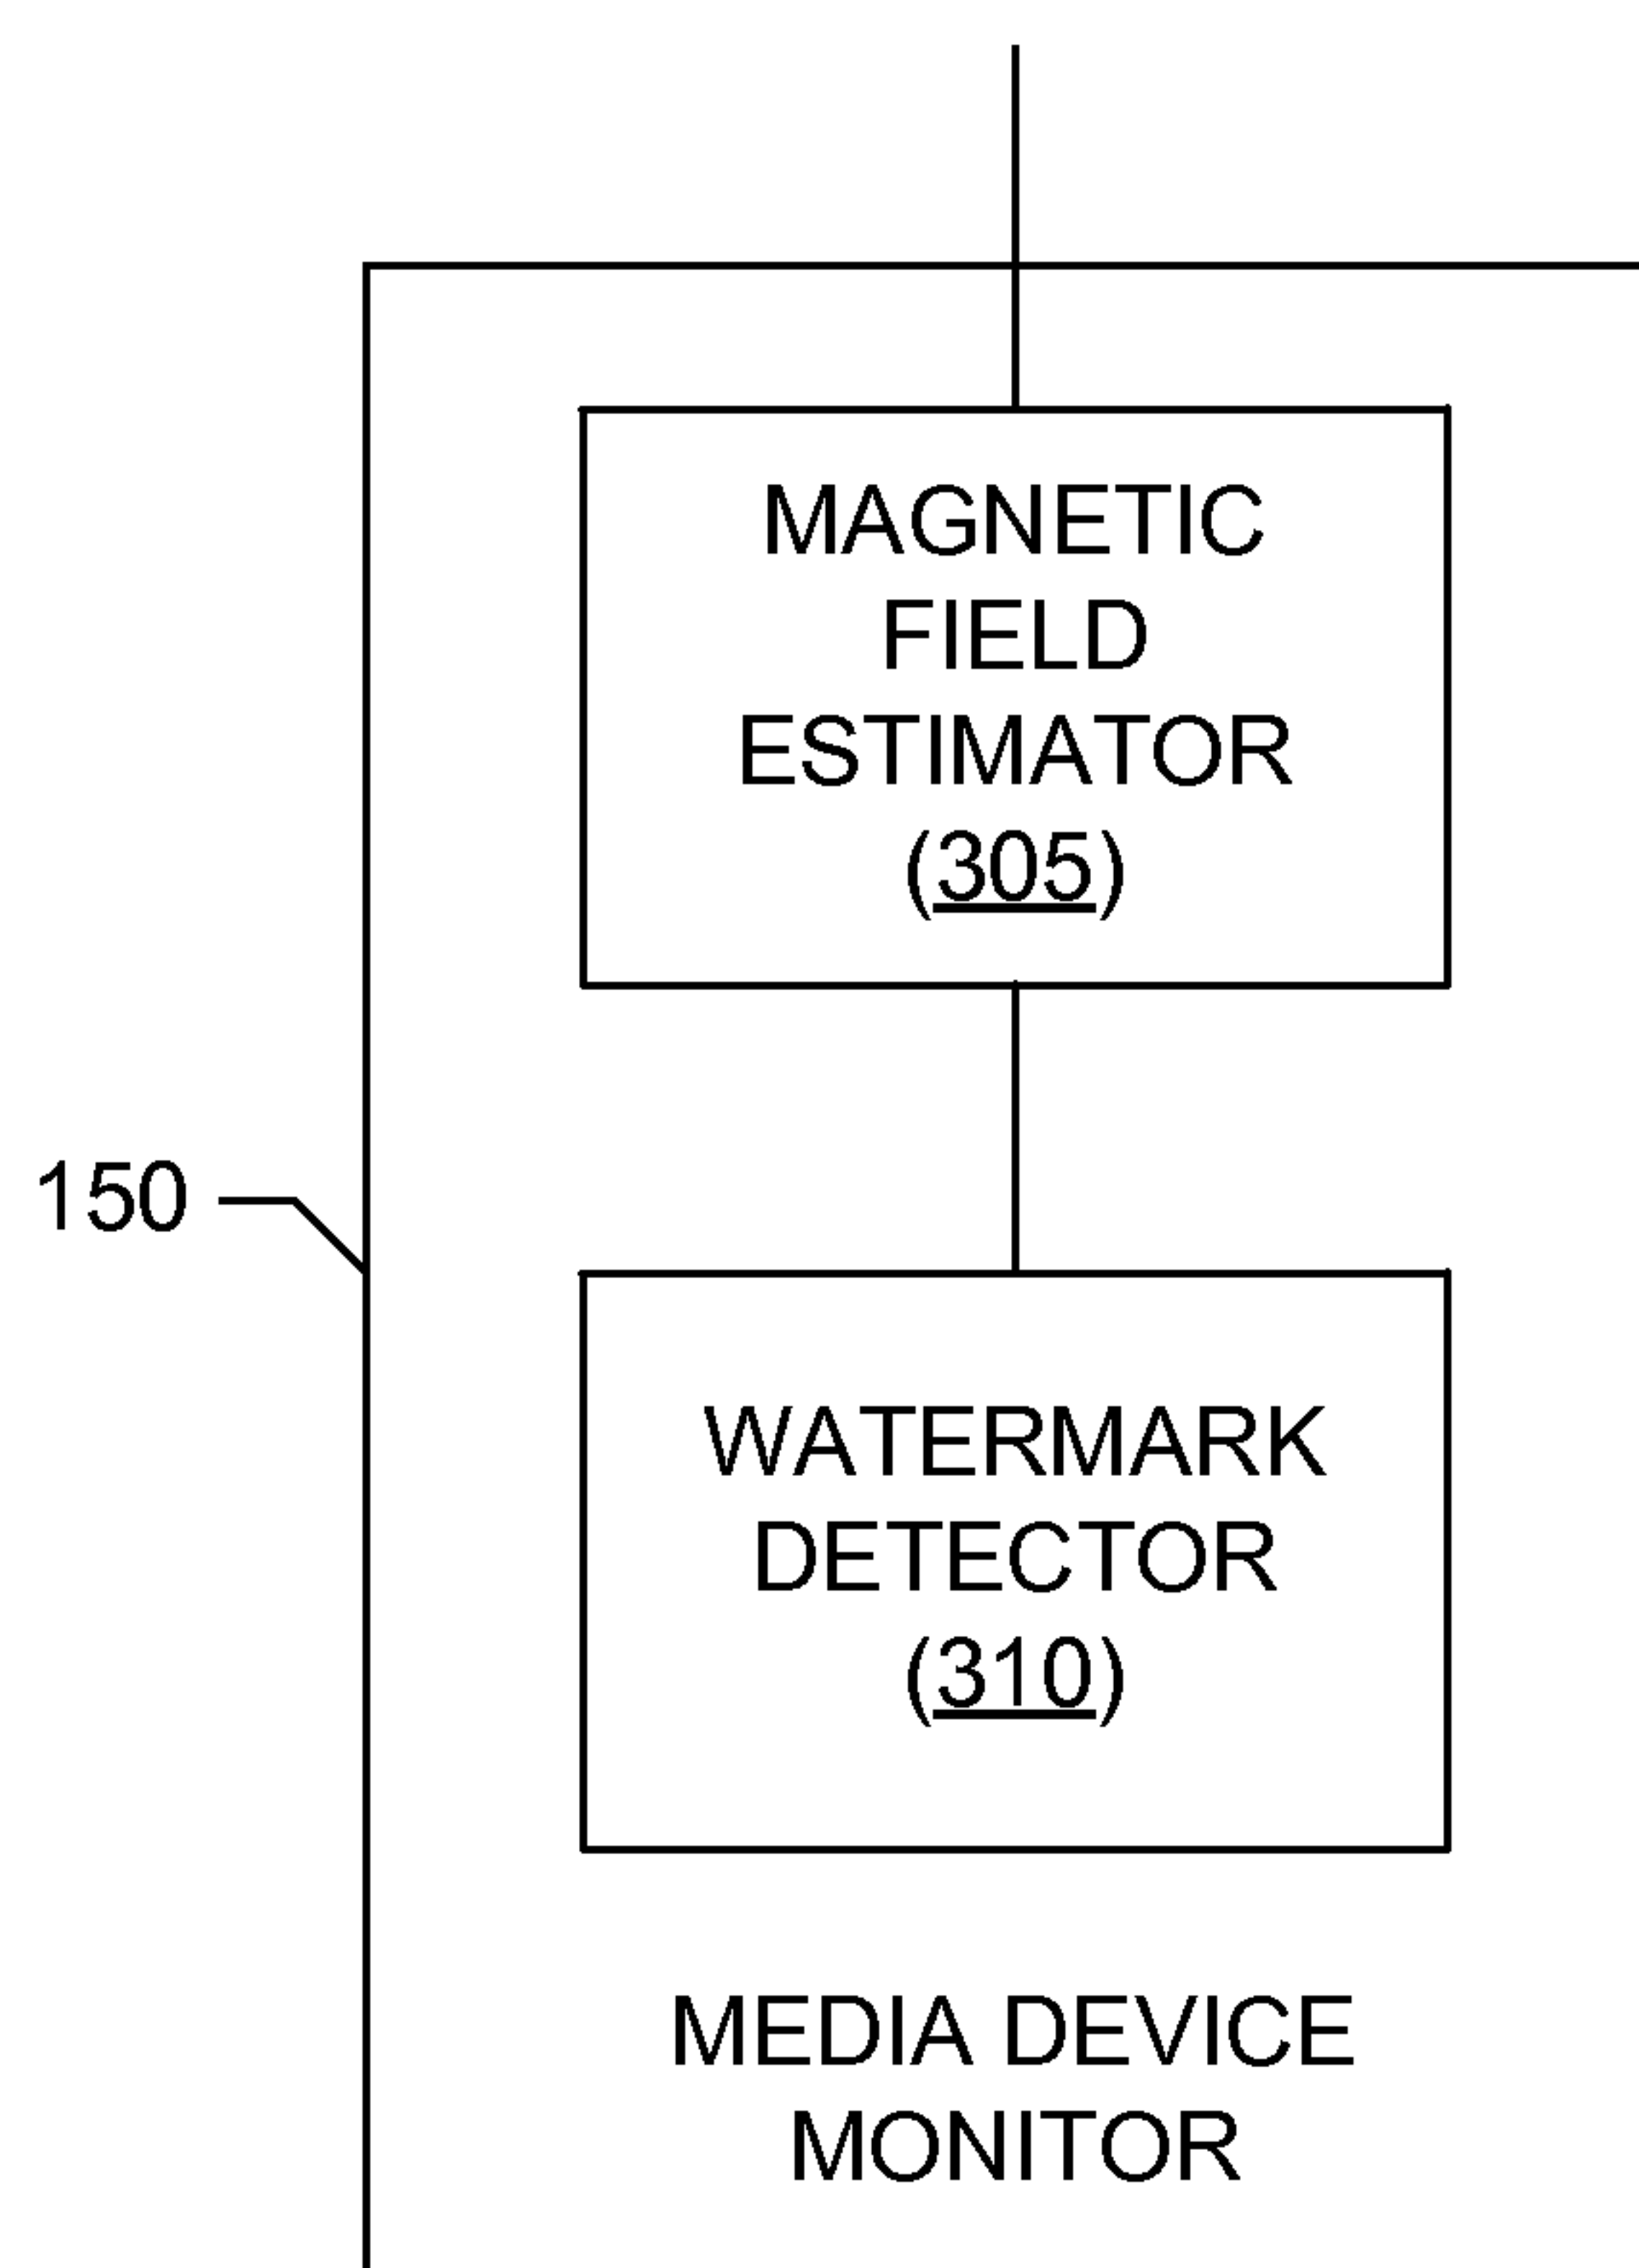 MAGNETIC
FIELD
ESTIMATOR
(305)
150
WATERMARK
DETECTOR
(310)
MEDIA DEVICE
MONITOR